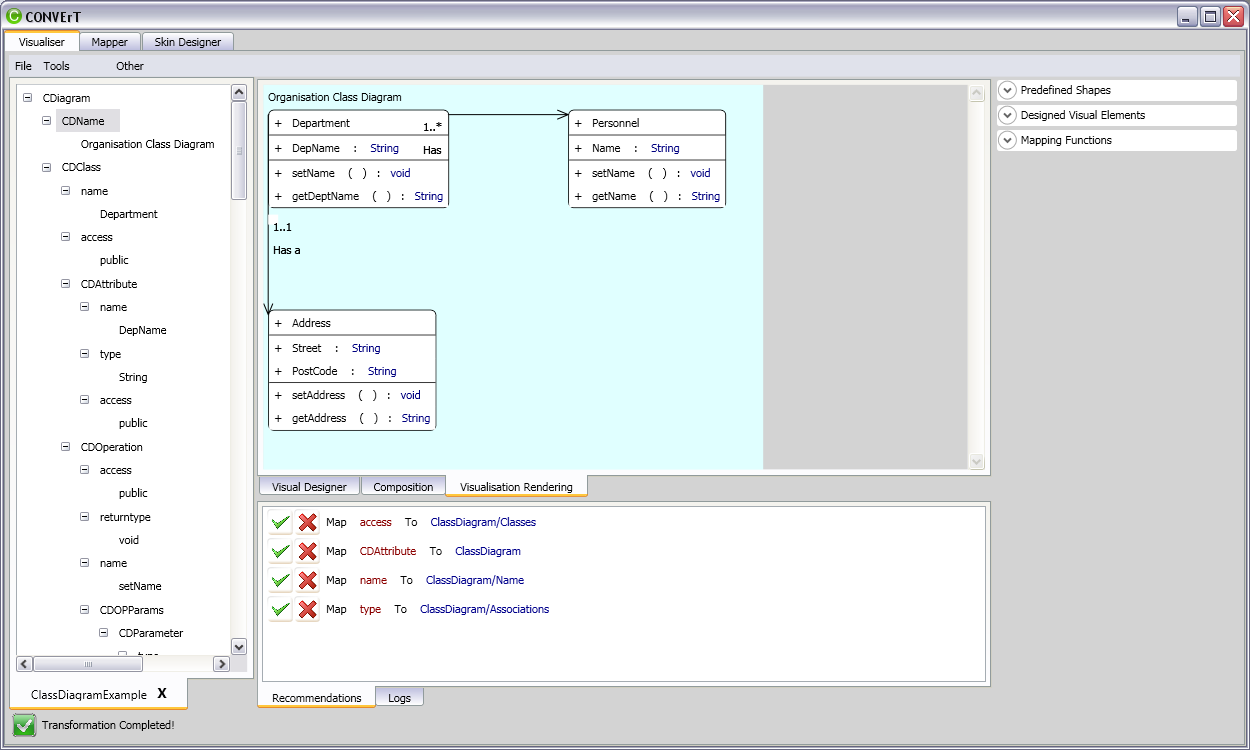 CONVErT
Visualiser Mapper Skin Designer
File Tools Other
CDiagram
CDName
Organisation Class Diagram
CDClass
name
Department
access
public
CDAttribute
name
DepName
type
String
access
public
CDOperation
access
public
returntype
void
name
setName
CDOPParams
CDParameter
type
ClassDiagramExample X
Organisation Class Diagram
+ Department 1..*
+ DepName : String Has
+ setName ( ) : void
+ getDeptName ( ) : String
+ Personnel
+ Name : String
+ setName ( ) : void
+ getName ( ) : String
1..1
Has a
+ Address
+ Street : String
+ PostCode : String
+ setAddress ( ) : void
+ getAddress ( ) : String
Visual Designer Composition Visualisation Rendering
Map access To ClassDiagram/Classes
Map CDAttribute To ClassDiagram
Map name To ClassDiagram/Name
Map type To ClassDiagram/Associations
Recommendations Logs
Predefined Shapes
Designed Visual Elements
Mapping Functions
Transformation Completed!